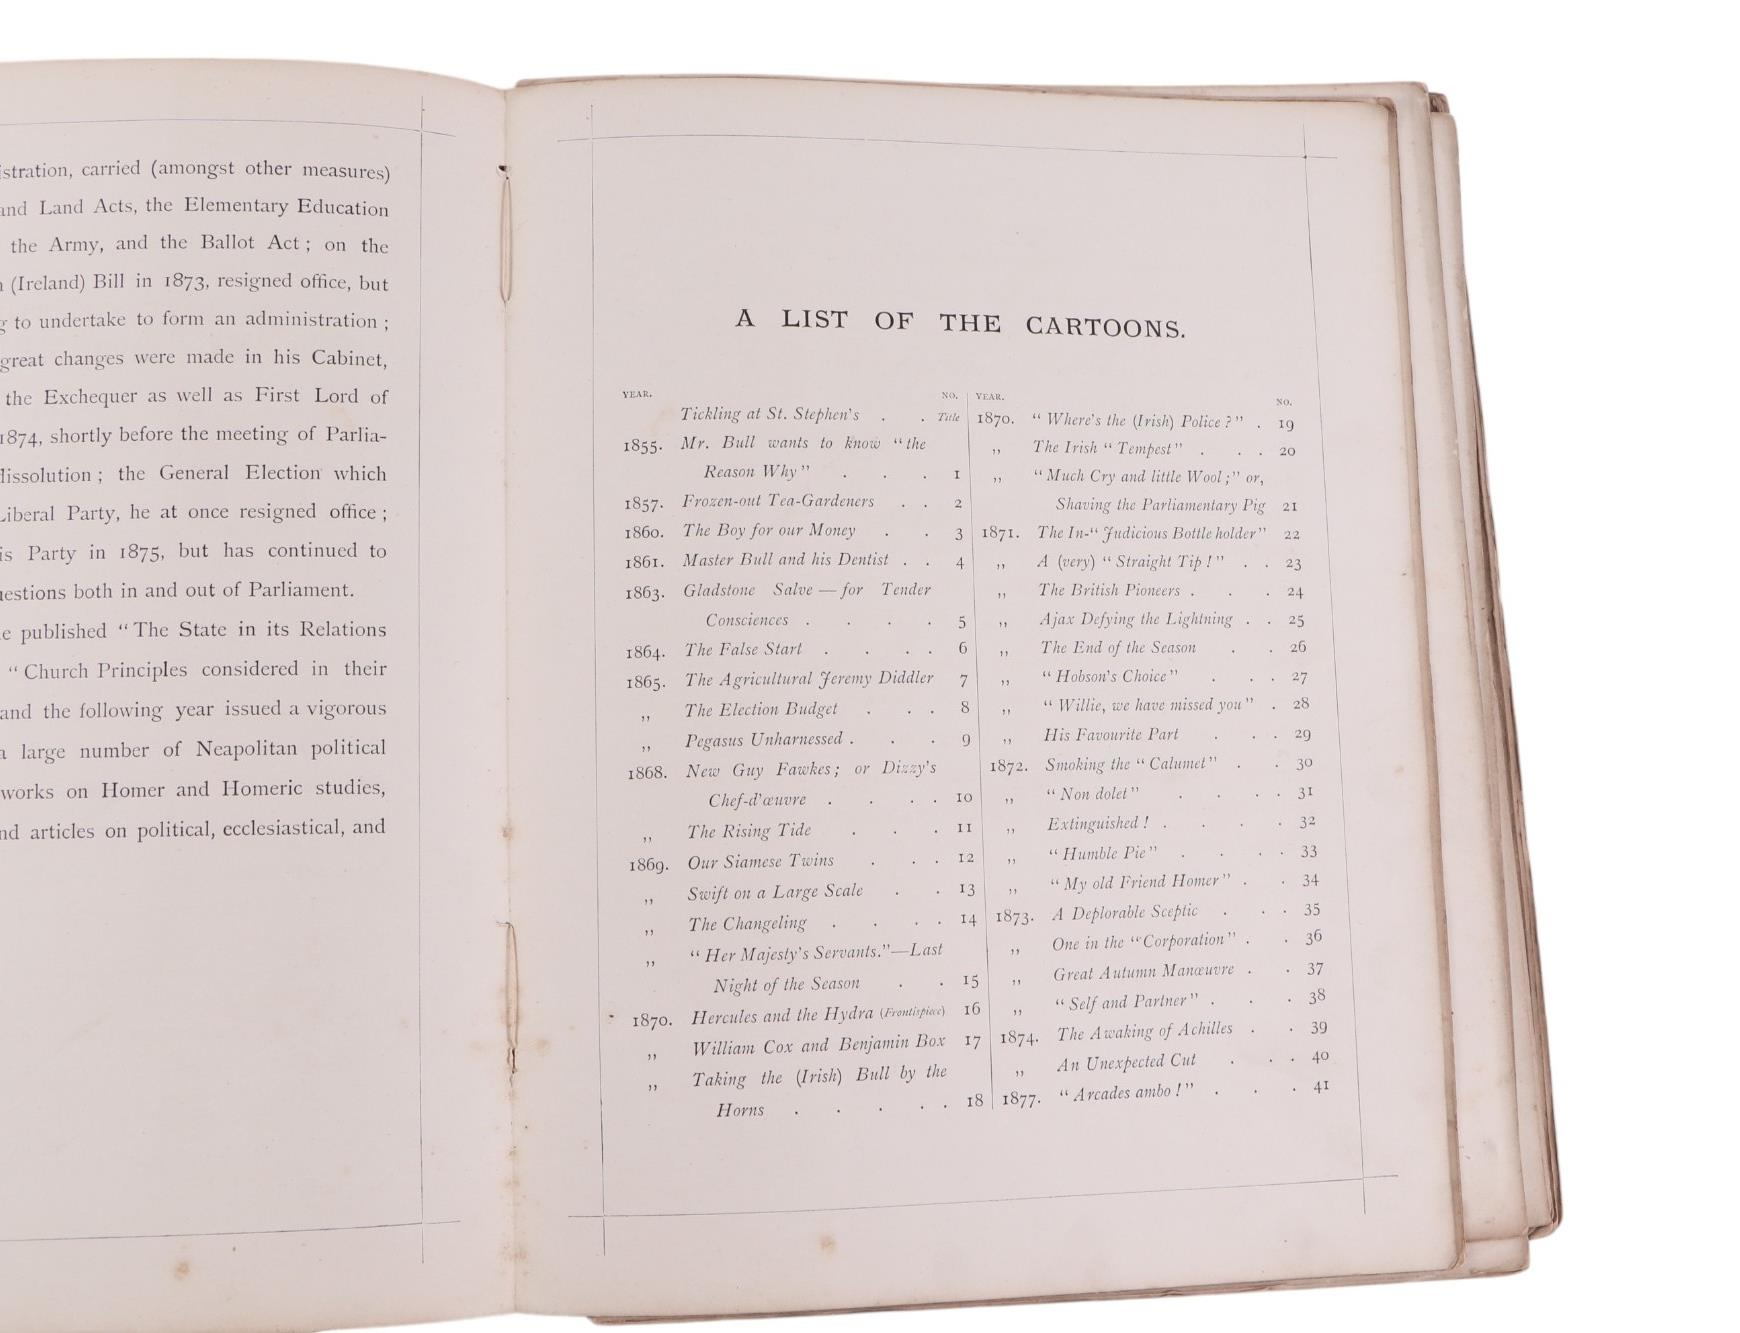 istration, carried (amongst other measures)
and Land Acts, the Elementary Education
the Army, and the Ballot Act; on the
(Ireland) Bill in 1873, resigned office, but
to undertake to form an administration;
great changes were made in his Cabinet,
the Exchequer as well as First Lord of
1874, shortly before the meeting of Parlia-
dissolution; the General Election which
Liberal Party, he at once resigned office;
is Party in 1875, but has continued to
uestions both in and out of Parliament.
e published "The State in its Relations
"Church Principles considered in their
and the following year issued a vigorous
a large number of Neapolitan political
works on Homer and Homeric studies,
nd articles on political, ecclesiastical, and
A LIST OF THE CARTOONS.
YEAR. NO.
Tickling at St. Stephen's . . Title
1855. Mr. Bull wants to know "the
Reason Why" . . . 1
1857. Frozen-out Tea-Gardeners . . 2
1860. The Boy for our Money . . 3
1861. Master Bull and his Dentist . . 4
1863. Gladstone Salve—for Tender
Consciences . . . . 5
1864. The False Start . . . . 6
1865. The Agricultural Jeremy Diddler 7
,, The Election Budget . . . 8
,, Pegasus Unharnessed . . . 9
1868. New Guy Fawkes; or Dizzy's
Chef-d'œuvre . . . . 10
,, The Rising Tide . . . 11
1869. Our Siamese Twins . . . 12
,, Swift on a Large Scale . . 13
,, The Changeling . . . . 14
,, "Her Majesty's Servants."—Last
Night of the Season . . 15
1870. Hercules and the Hydra (Frontispiece) 16
,, William Cox and Benjamin Box 17
,, Taking the (Irish) Bull by the
Horns . . . . . 18
YEAR. NO.
1870. "Where's the (Irish) Police?" . 19
,, The Irish "Tempest" . . . 20
,, "Much Cry and little Wool;" or,
Shaving the Parliamentary Pig 21
1871. The In-"Judicious Bottleholder" 22
,, A (very) "Straight Tip!" . . 23
,, The British Pioneers . . . 24
,, Ajax Defying the Lightning . . 25
,, The End of the Season . . 26
,, "Hobson's Choice" . . . 27
,, "Willie, we have missed you" . 28
,, His Favourite Part . . . 29
1872. Smoking the "Calumet" . . 30
,, "Non dolet" . . . . 31
,, Extinguished! . . . . 32
,, "Humble Pie" . . . . 33
,, "My old Friend Homer" . . 34
1873. A Deplorable Sceptic . . . 35
,, One in the "Corporation" . . 36
,, Great Autumn Manœuvre . . 37
,, "Self and Partner" . . . 38
1874. The Awaking of Achilles . . 39
,, An Unexpected Cut . . . 40
1877. "Arcades ambo!" . . . 41